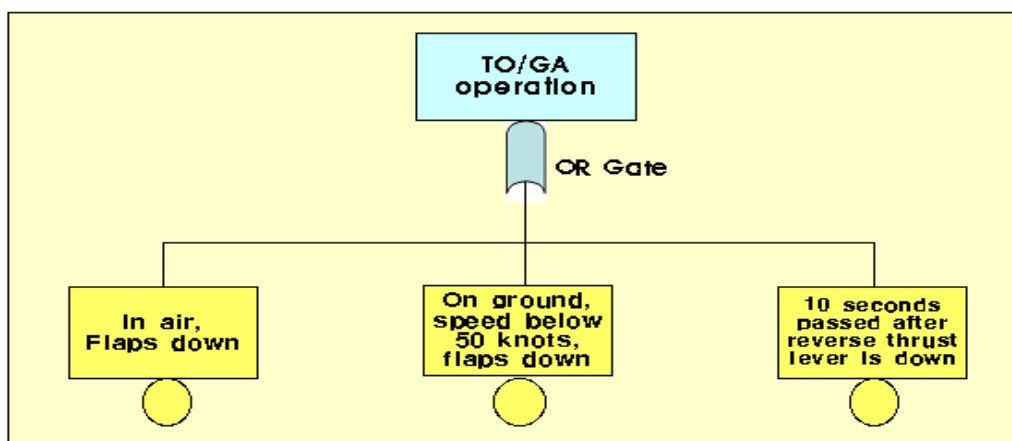 TO/GA
operation
OR Gate
In air,
Flaps down
On ground,
speed below
50 knots,
flaps down
10 seconds
passed after
reverse thrust
lever is down